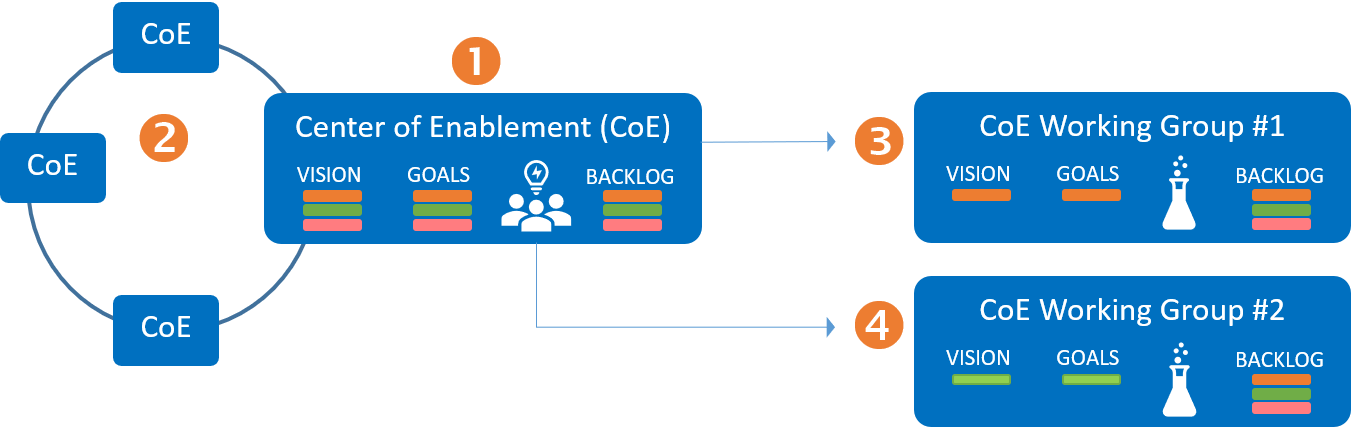 CoE
1
2
CoE
CoE
Center of Enablement (CoE)
VISION
GOALS
BACKLOG
3
CoE Working Group #1
VISION
GOALS
BACKLOG
4
CoE Working Group #2
VISION
GOALS
BACKLOG